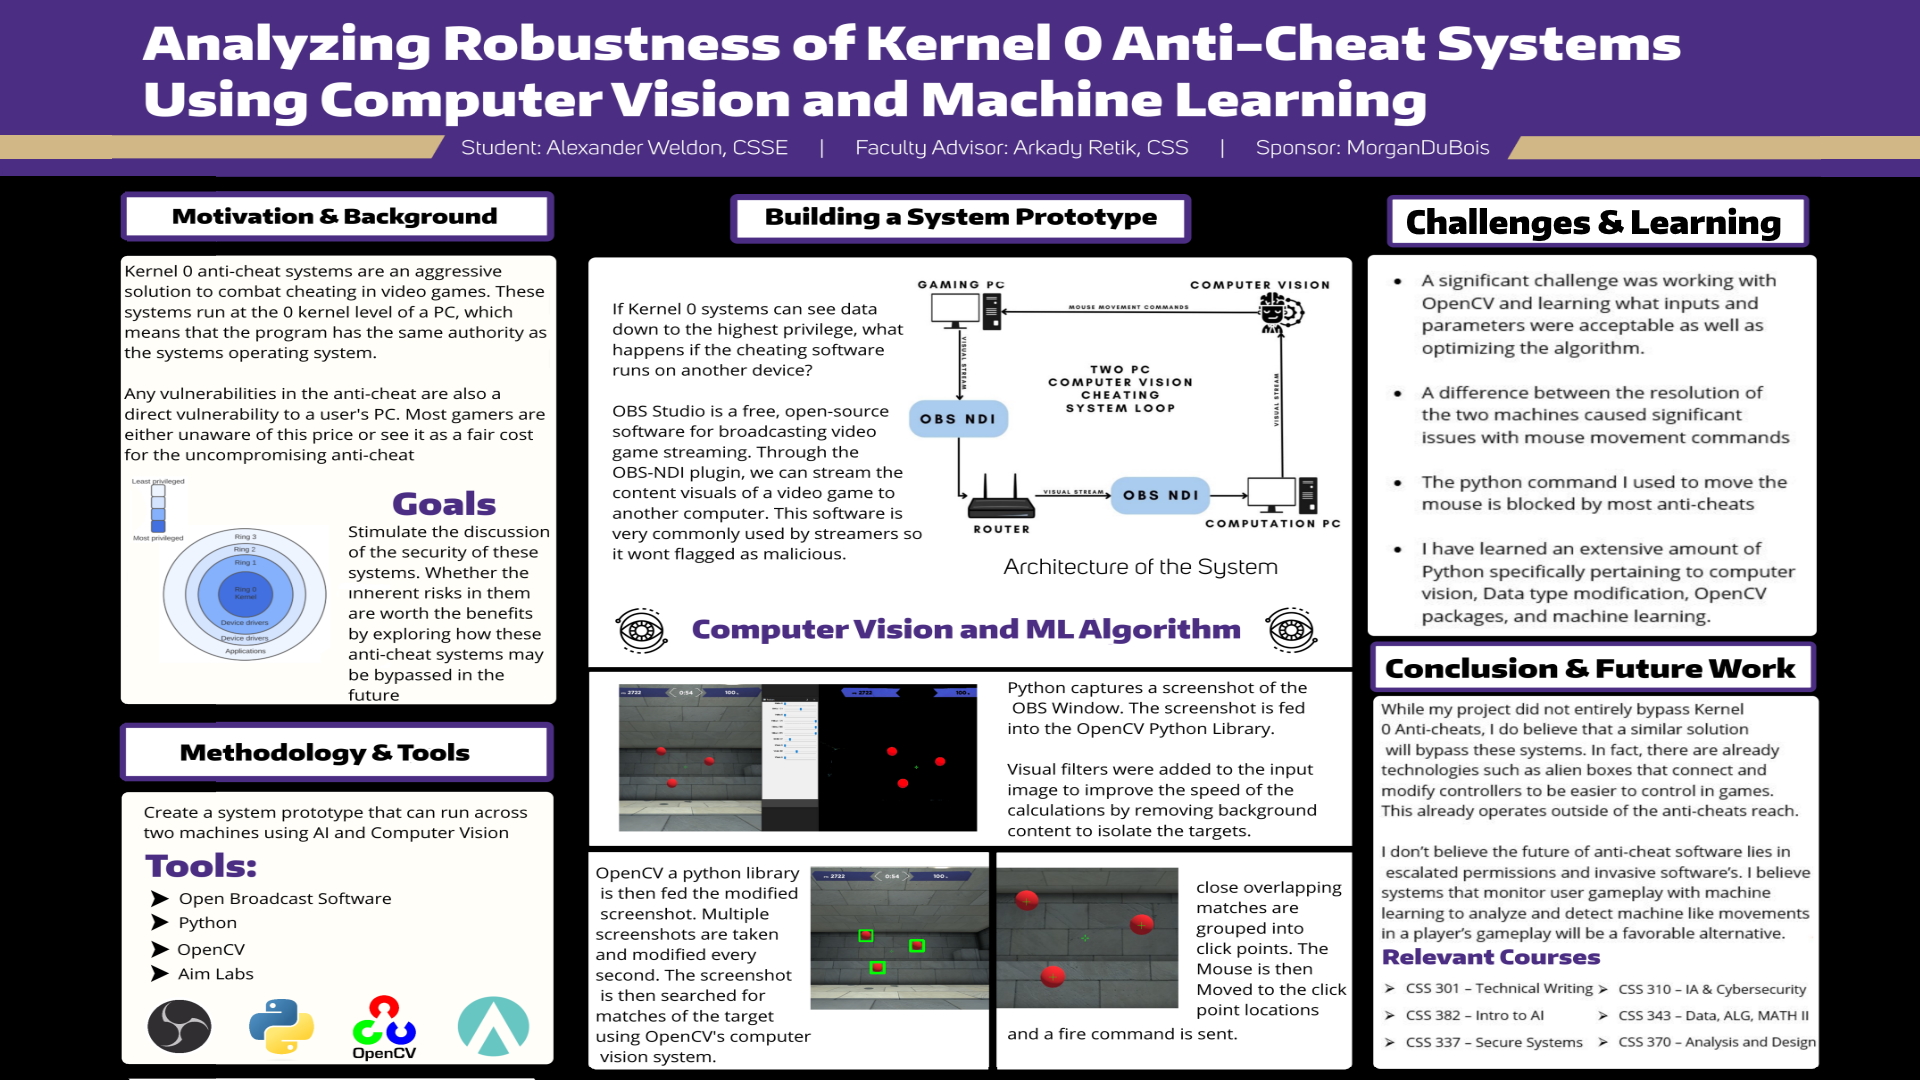 Analyzing Robustness of Kernel 0 Anti-Cheat Systems
Using Computer Vision and Machine Learning
Student: Alexander Weldon, CSSE | Faculty Advisor: Arkady Retik, CSS | Sponsor: MorganDuBois
Motivation & Background
Kernel 0 anti-cheat systems are an aggressive
solution to combat cheating in video games. These
systems run at the 0 kernel level of a PC, which
means that the program has the same authority as
the systems operating system.
Any vulnerabilities in the anti-cheat are also a
direct vulnerability to a user's PC. Most gamers are
either unaware of this price or see it as a fair cost
for the uncompromising anti-cheat
Least privileged
Most privileged
Ring 3
Ring 2
Ring 1
Ring 0
Kernel
Device drivers
Device drivers
Applications
Goals
Stimulate the discussion
of the security of these
systems. Whether the
inherent risks in them
are worth the benefits
by exploring how these
anti-cheat systems may
be bypassed in the
future
Methodology & Tools
Create a system prototype that can run across
two machines using AI and Computer Vision
Tools:
➤ Open Broadcast Software
➤ Python
➤ OpenCV
➤ Aim Labs
OpenCV
Building a System Prototype
If Kernel 0 systems can see data
down to the highest privilege, what
happens if the cheating software
runs on another device?
OBS Studio is a free, open-source
software for broadcasting video
game streaming. Through the
OBS-NDI plugin, we can stream the
content visuals of a video game to
another computer. This software is
very commonly used by streamers so
it wont flagged as malicious.
GAMING PC
COMPUTER VISION
MOUSE MOVEMENT COMMANDS
VISUAL STREAM
TWO PC
COMPUTER VISION
CHEATING
SYSTEM LOOP
VISUAL STREAM
OBS NDI
VISUAL STREAM
OBS NDI
ROUTER
COMPUTATION PC
Architecture of the System
Computer Vision and ML Algorithm
2722 0:54 100
2722 100
Python captures a screenshot of the
OBS Window. The screenshot is fed
into the OpenCV Python Library.
Visual filters were added to the input
image to improve the speed of the
calculations by removing background
content to isolate the targets.
OpenCV a python library
is then fed the modified
screenshot. Multiple
screenshots are taken
and modified every
second. The screenshot
is then searched for
matches of the target
using OpenCV's computer
vision system.
2722 0:54 100
close overlapping
matches are
grouped into
click points. The
Mouse is then
Moved to the click
point locations
and a fire command is sent.
Challenges & Learning
• A significant challenge was working with
OpenCV and learning what inputs and
parameters were acceptable as well as
optimizing the algorithm.
• A difference between the resolution of
the two machines caused significant
issues with mouse movement commands
• The python command I used to move the
mouse is blocked by most anti-cheats
• I have learned an extensive amount of
Python specifically pertaining to computer
vision, Data type modification, OpenCV
packages, and machine learning.
Conclusion & Future Work
While my project did not entirely bypass Kernel
0 Anti-cheats, I do believe that a similar solution
will bypass these systems. In fact, there are already
technologies such as alien boxes that connect and
modify controllers to be easier to control in games.
This already operates outside of the anti-cheats reach.
I don't believe the future of anti-cheat software lies in
escalated permissions and invasive software's. I believe
systems that monitor user gameplay with machine
learning to analyze and detect machine like movements
in a player's gameplay will be a favorable alternative.
Relevant Courses
➤ CSS 301 – Technical Writing ➤ CSS 310 – IA & Cybersecurity
➤ CSS 382 – Intro to AI ➤ CSS 343 – Data, ALG, MATH II
➤ CSS 337 – Secure Systems ➤ CSS 370 – Analysis and Design